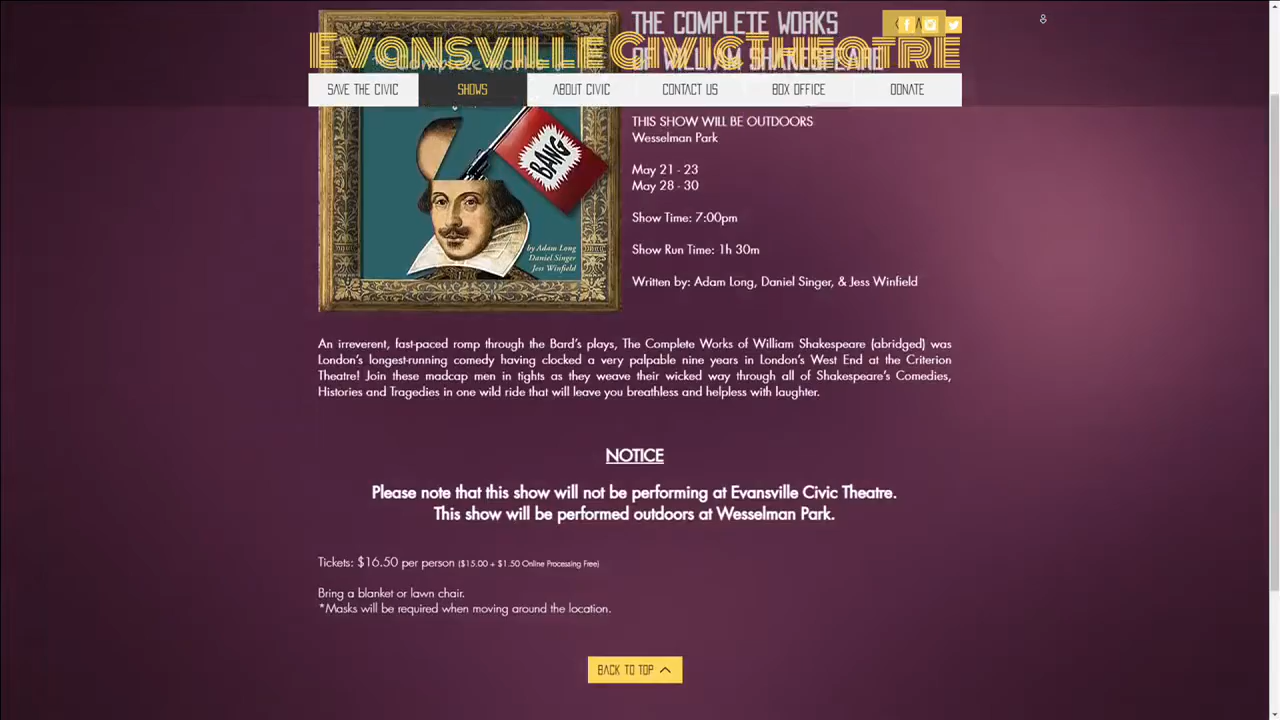 THE COMPLETE WORKS
OF WILLIAM SHAKESPEARE
EvansvilleCivicTheatre
Complete Works
SAVE THE CIVIC
SHOWS
ABOUT CIVIC
CONTACT US
BOX OFFICE
DONATE
BANG
by Adam Long
Daniel Singer
Jess Winfield
THIS SHOW WILL BE OUTDOORS
Wesselman Park
May 21 - 23
May 28 - 30
Show Time: 7:00pm
Show Run Time: 1h 30m
Written by: Adam Long, Daniel Singer, & Jess Winfield
An irreverent, fast-paced romp through the Bard's plays, The Complete Works of William Shakespeare (abridged) was
London's longest-running comedy having clocked a very palpable nine years in London's West End at the Criterion
Theatre! Join these madcap men in tights as they weave their wicked way through all of Shakespeare's Comedies,
Histories and Tragedies in one wild ride that will leave you breathless and helpless with laughter.
NOTICE
Please note that this show will not be performing at Evansville Civic Theatre.
This show will be performed outdoors at Wesselman Park.
Tickets: $16.50 per person ($15.00 + $1.50 Online Processing Free)
Bring a blanket or lawn chair.
*Masks will be required when moving around the location.
BACK TO TOP